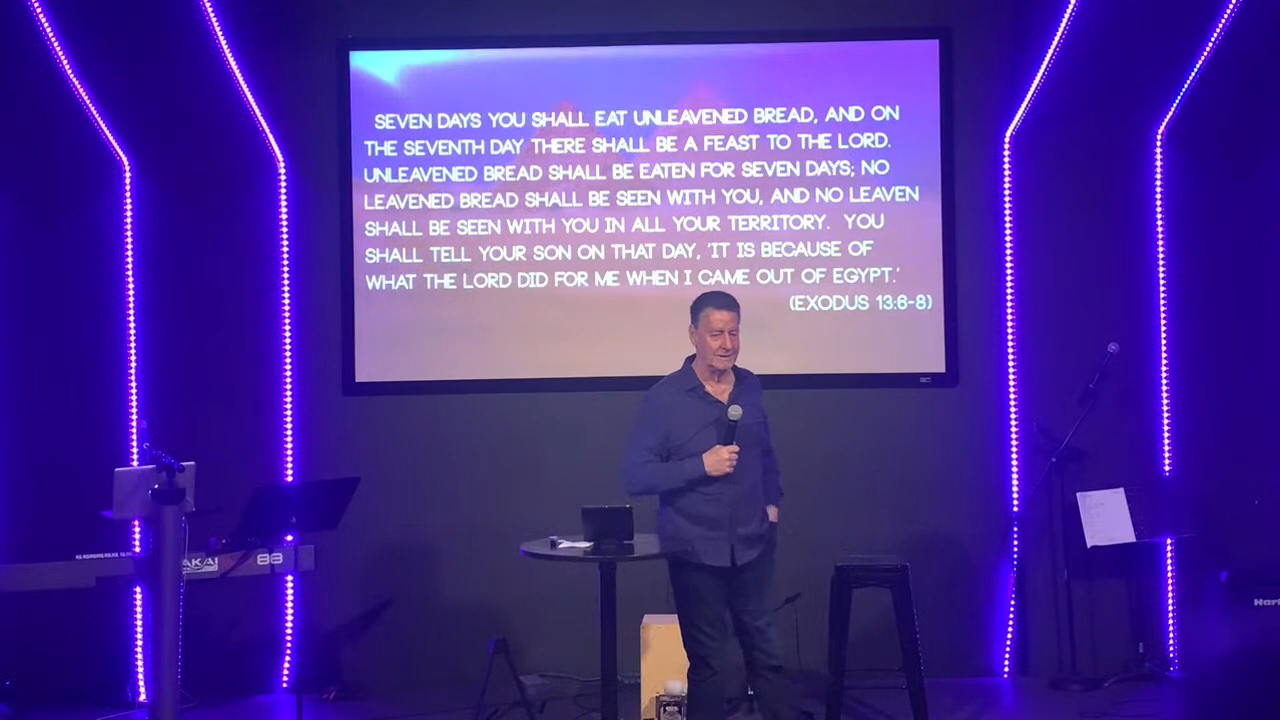 SEVEN DAYS YOU SHALL EAT UNLEAVENED BREAD, AND ON
THE SEVENTH DAY THERE SHALL BE A FEAST TO THE LORD.
UNLEAVENED BREAD SHALL BE EATEN FOR SEVEN DAYS; NO
LEAVENED BREAD SHALL BE SEEN WITH YOU, AND NO LEAVEN
SHALL BE SEEN WITH YOU IN ALL YOUR TERRITORY. YOU
SHALL TELL YOUR SON ON THAT DAY, 'IT IS BECAUSE OF
WHAT THE LORD DID FOR ME WHEN I CAME OUT OF EGYPT.'
(EXODUS 13:6-8)
AKAI
88